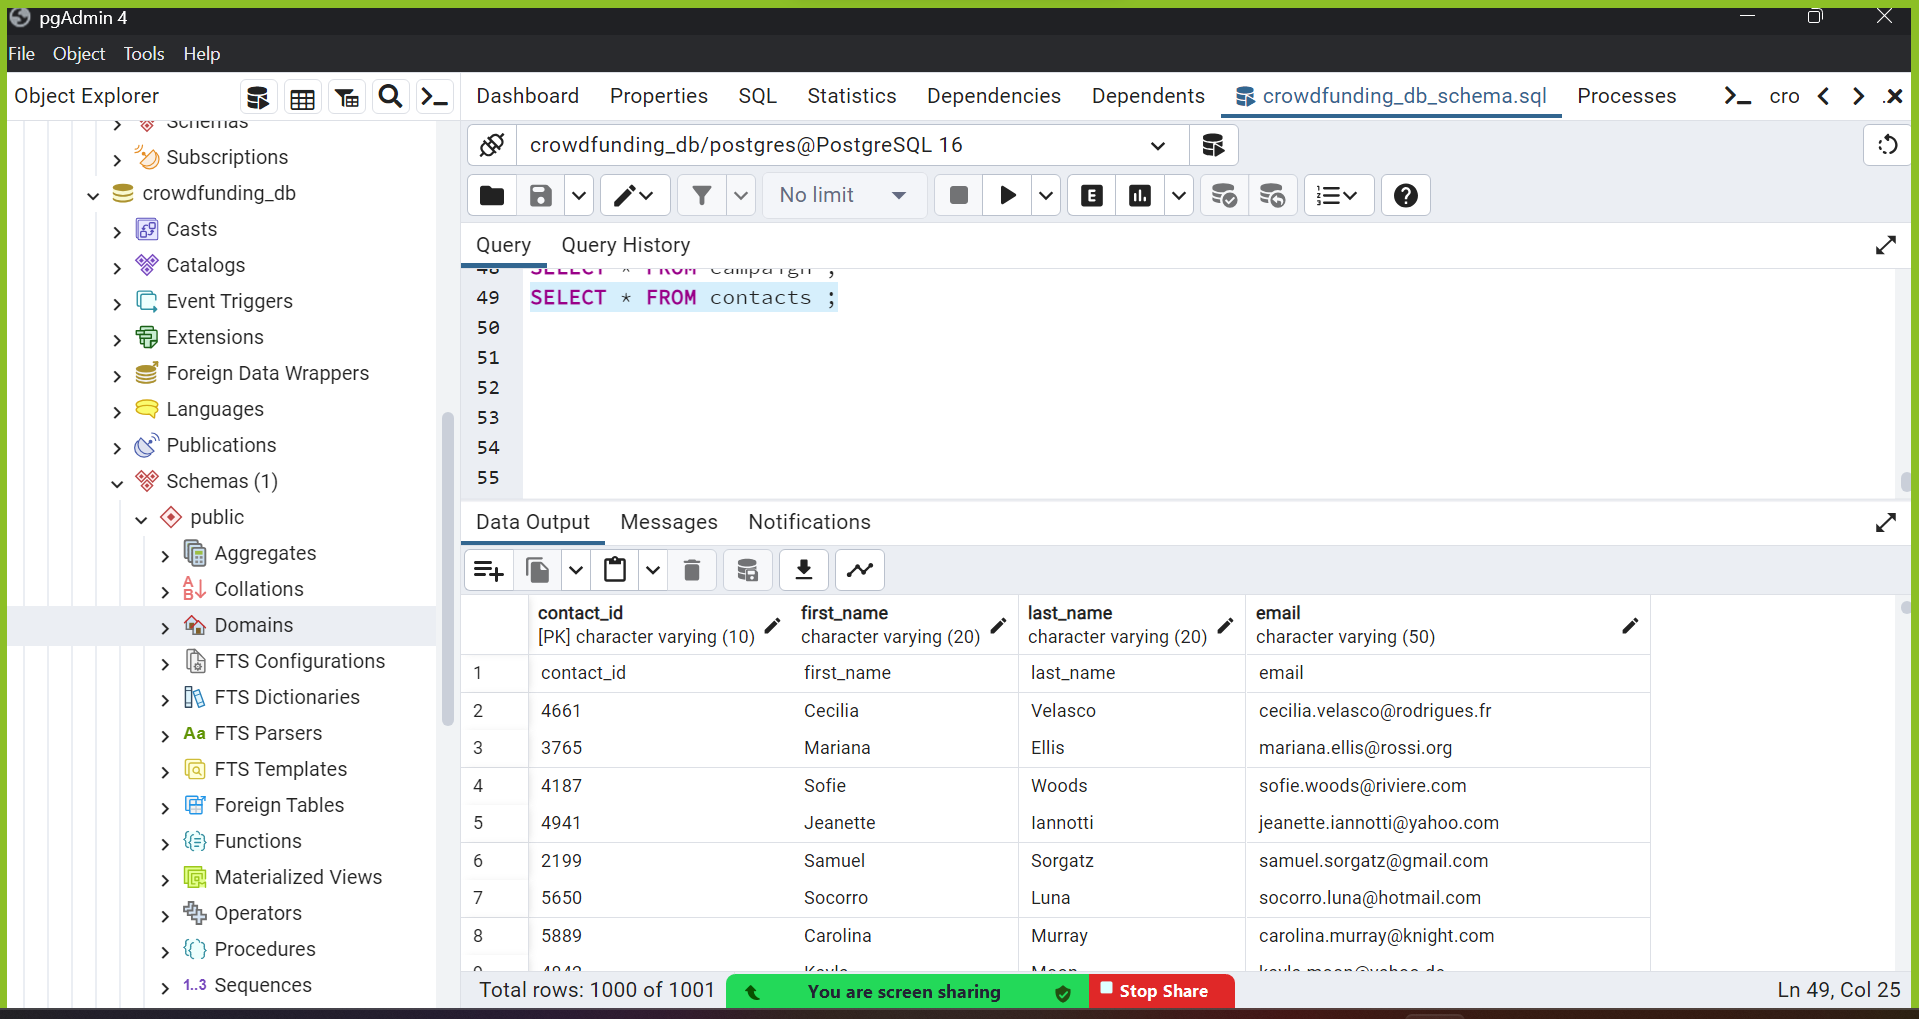 pgAdmin 4
File Object Tools Help
Object Explorer
Dashboard Properties SQL Statistics Dependencies Dependents crowdfunding_db_schema.sql Processes cro
Schemas
Subscriptions
crowdfunding_db
Casts
Catalogs
Event Triggers
Extensions
Foreign Data Wrappers
Languages
Publications
Schemas (1)
public
Aggregates
Collations
Domains
FTS Configurations
FTS Dictionaries
Aa FTS Parsers
FTS Templates
Foreign Tables
Functions
Materialized Views
Operators
Procedures
1..3 Sequences
crowdfunding_db/postgres@PostgreSQL 16
No limit
E
Query Query History
48 SELECT * FROM campaign ;
49 SELECT * FROM contacts ;
50
51
52
53
54
55
Data Output Messages Notifications
contact_id first_name last_name email
[PK] character varying (10) character varying (20) character varying (20) character varying (50)
1 contact_id first_name last_name email
2 4661 Cecilia Velasco cecilia.velasco@rodrigues.fr
3 3765 Mariana Ellis mariana.ellis@rossi.org
4 4187 Sofie Woods sofie.woods@riviere.com
5 4941 Jeanette Iannotti jeanette.iannotti@yahoo.com
6 2199 Samuel Sorgatz samuel.sorgatz@gmail.com
7 5650 Socorro Luna socorro.luna@hotmail.com
8 5889 Carolina Murray carolina.murray@knight.com
Total rows: 1000 of 1001
You are screen sharing
Stop Share
Ln 49, Col 25